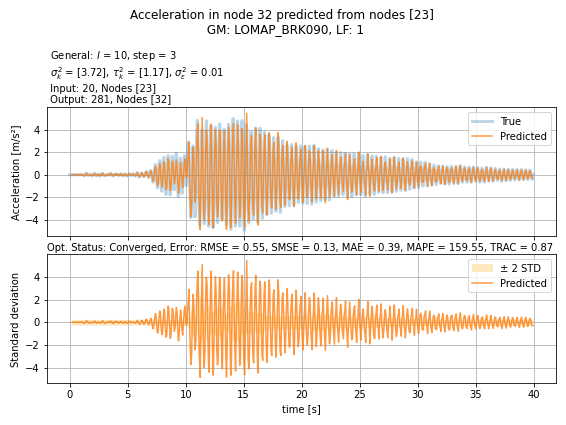 Acceleration in node 32 predicted from nodes [23]
GM: LOMAP_BRK090, LF: 1
General: l = 10, step = 3
σ²ₖ = [3.72], τ²ₖ = [1.17], σ²ε = 0.01
Input: 20, Nodes [23]
Output: 281, Nodes [32]
True
Predicted
Acceleration [m/s²]
4
2
0
−2
−4
Opt. Status: Converged, Error: RMSE = 0.55, SMSE = 0.13, MAE = 0.39, MAPE = 159.55, TRAC = 0.87
± 2 STD
Predicted
Standard deviation
4
2
0
−2
−4
0 5 10 15 20 25 30 35 40
time [s]